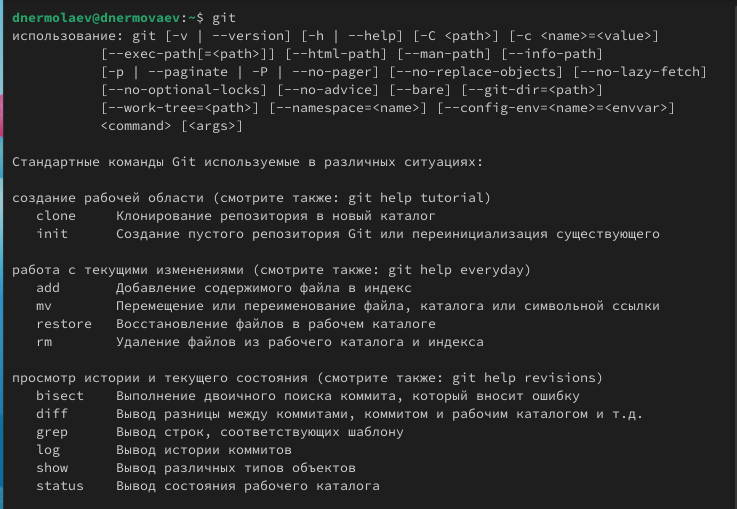 dnermolaev@dnermovaev:~$ git
использование: git [-v | --version] [-h | --help] [-C <path>] [-c <name>=<value>]
           [--exec-path[=<path>]] [--html-path] [--man-path] [--info-path]
           [-p | --paginate | -P | --no-pager] [--no-replace-objects] [--no-lazy-fetch]
           [--no-optional-locks] [--no-advice] [--bare] [--git-dir=<path>]
           [--work-tree=<path>] [--namespace=<name>] [--config-env=<name>=<envvar>]
           <command> [<args>]

Стандартные команды Git используемые в различных ситуациях:

создание рабочей области (смотрите также: git help tutorial)
   clone     Клонирование репозитория в новый каталог
   init      Создание пустого репозитория Git или переинициализация существующего

работа с текущими изменениями (смотрите также: git help everyday)
   add       Добавление содержимого файла в индекс
   mv        Перемещение или переименование файла, каталога или символьной ссылки
   restore   Восстановление файлов в рабочем каталоге
   rm        Удаление файлов из рабочего каталога и индекса

просмотр истории и текущего состояния (смотрите также: git help revisions)
   bisect    Выполнение двоичного поиска коммита, который вносит ошибку
   diff      Вывод разницы между коммитами, коммитом и рабочим каталогом и т.д.
   grep      Вывод строк, соответствующих шаблону
   log       Вывод истории коммитов
   show      Вывод различных типов объектов
   status    Вывод состояния рабочего каталога